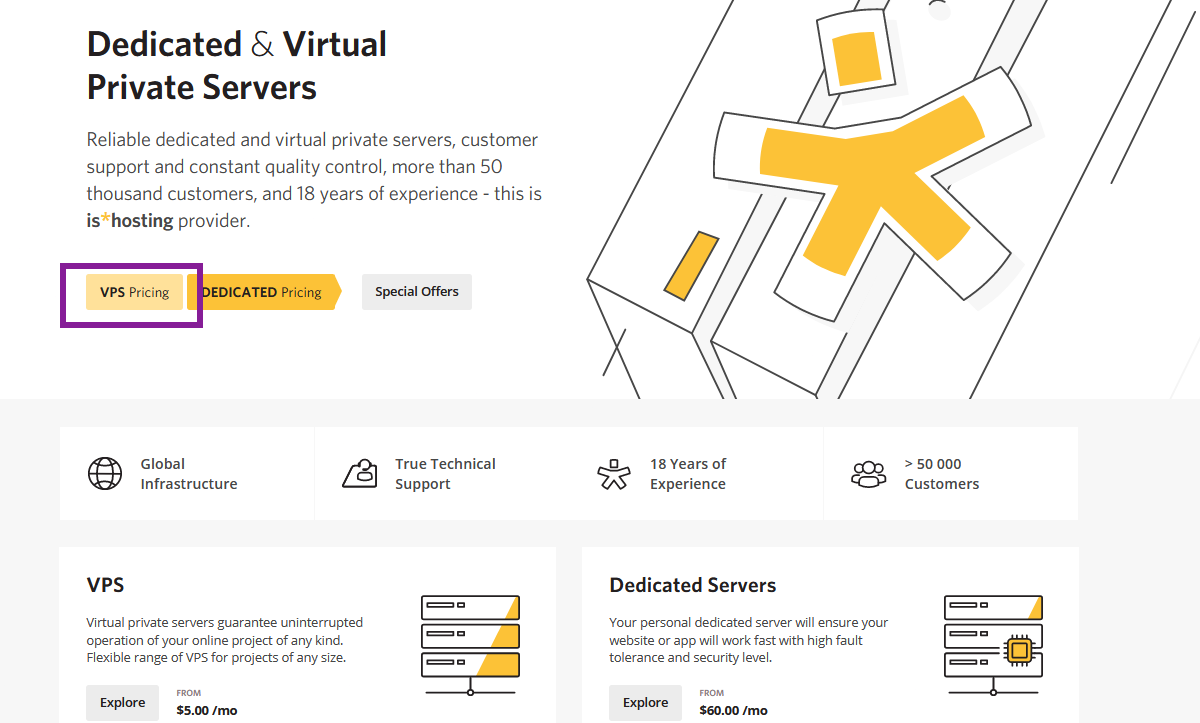 Dedicated & Virtual
Private Servers
Reliable dedicated and virtual private servers, customer
support and constant quality control, more than 50
thousand customers, and 18 years of experience - this is
is*hosting provider.
VPS Pricing
DEDICATED Pricing
Special Offers
Global
Infrastructure
True Technical
Support
18 Years of
Experience
> 50 000
Customers
VPS
Virtual private servers guarantee uninterrupted
operation of your online project of any kind.
Flexible range of VPS for projects of any size.
Explore
FROM
$5.00 /mo
Dedicated Servers
Your personal dedicated server will ensure your
website or app will work fast with high fault
tolerance and security level.
Explore
FROM
$60.00 /mo